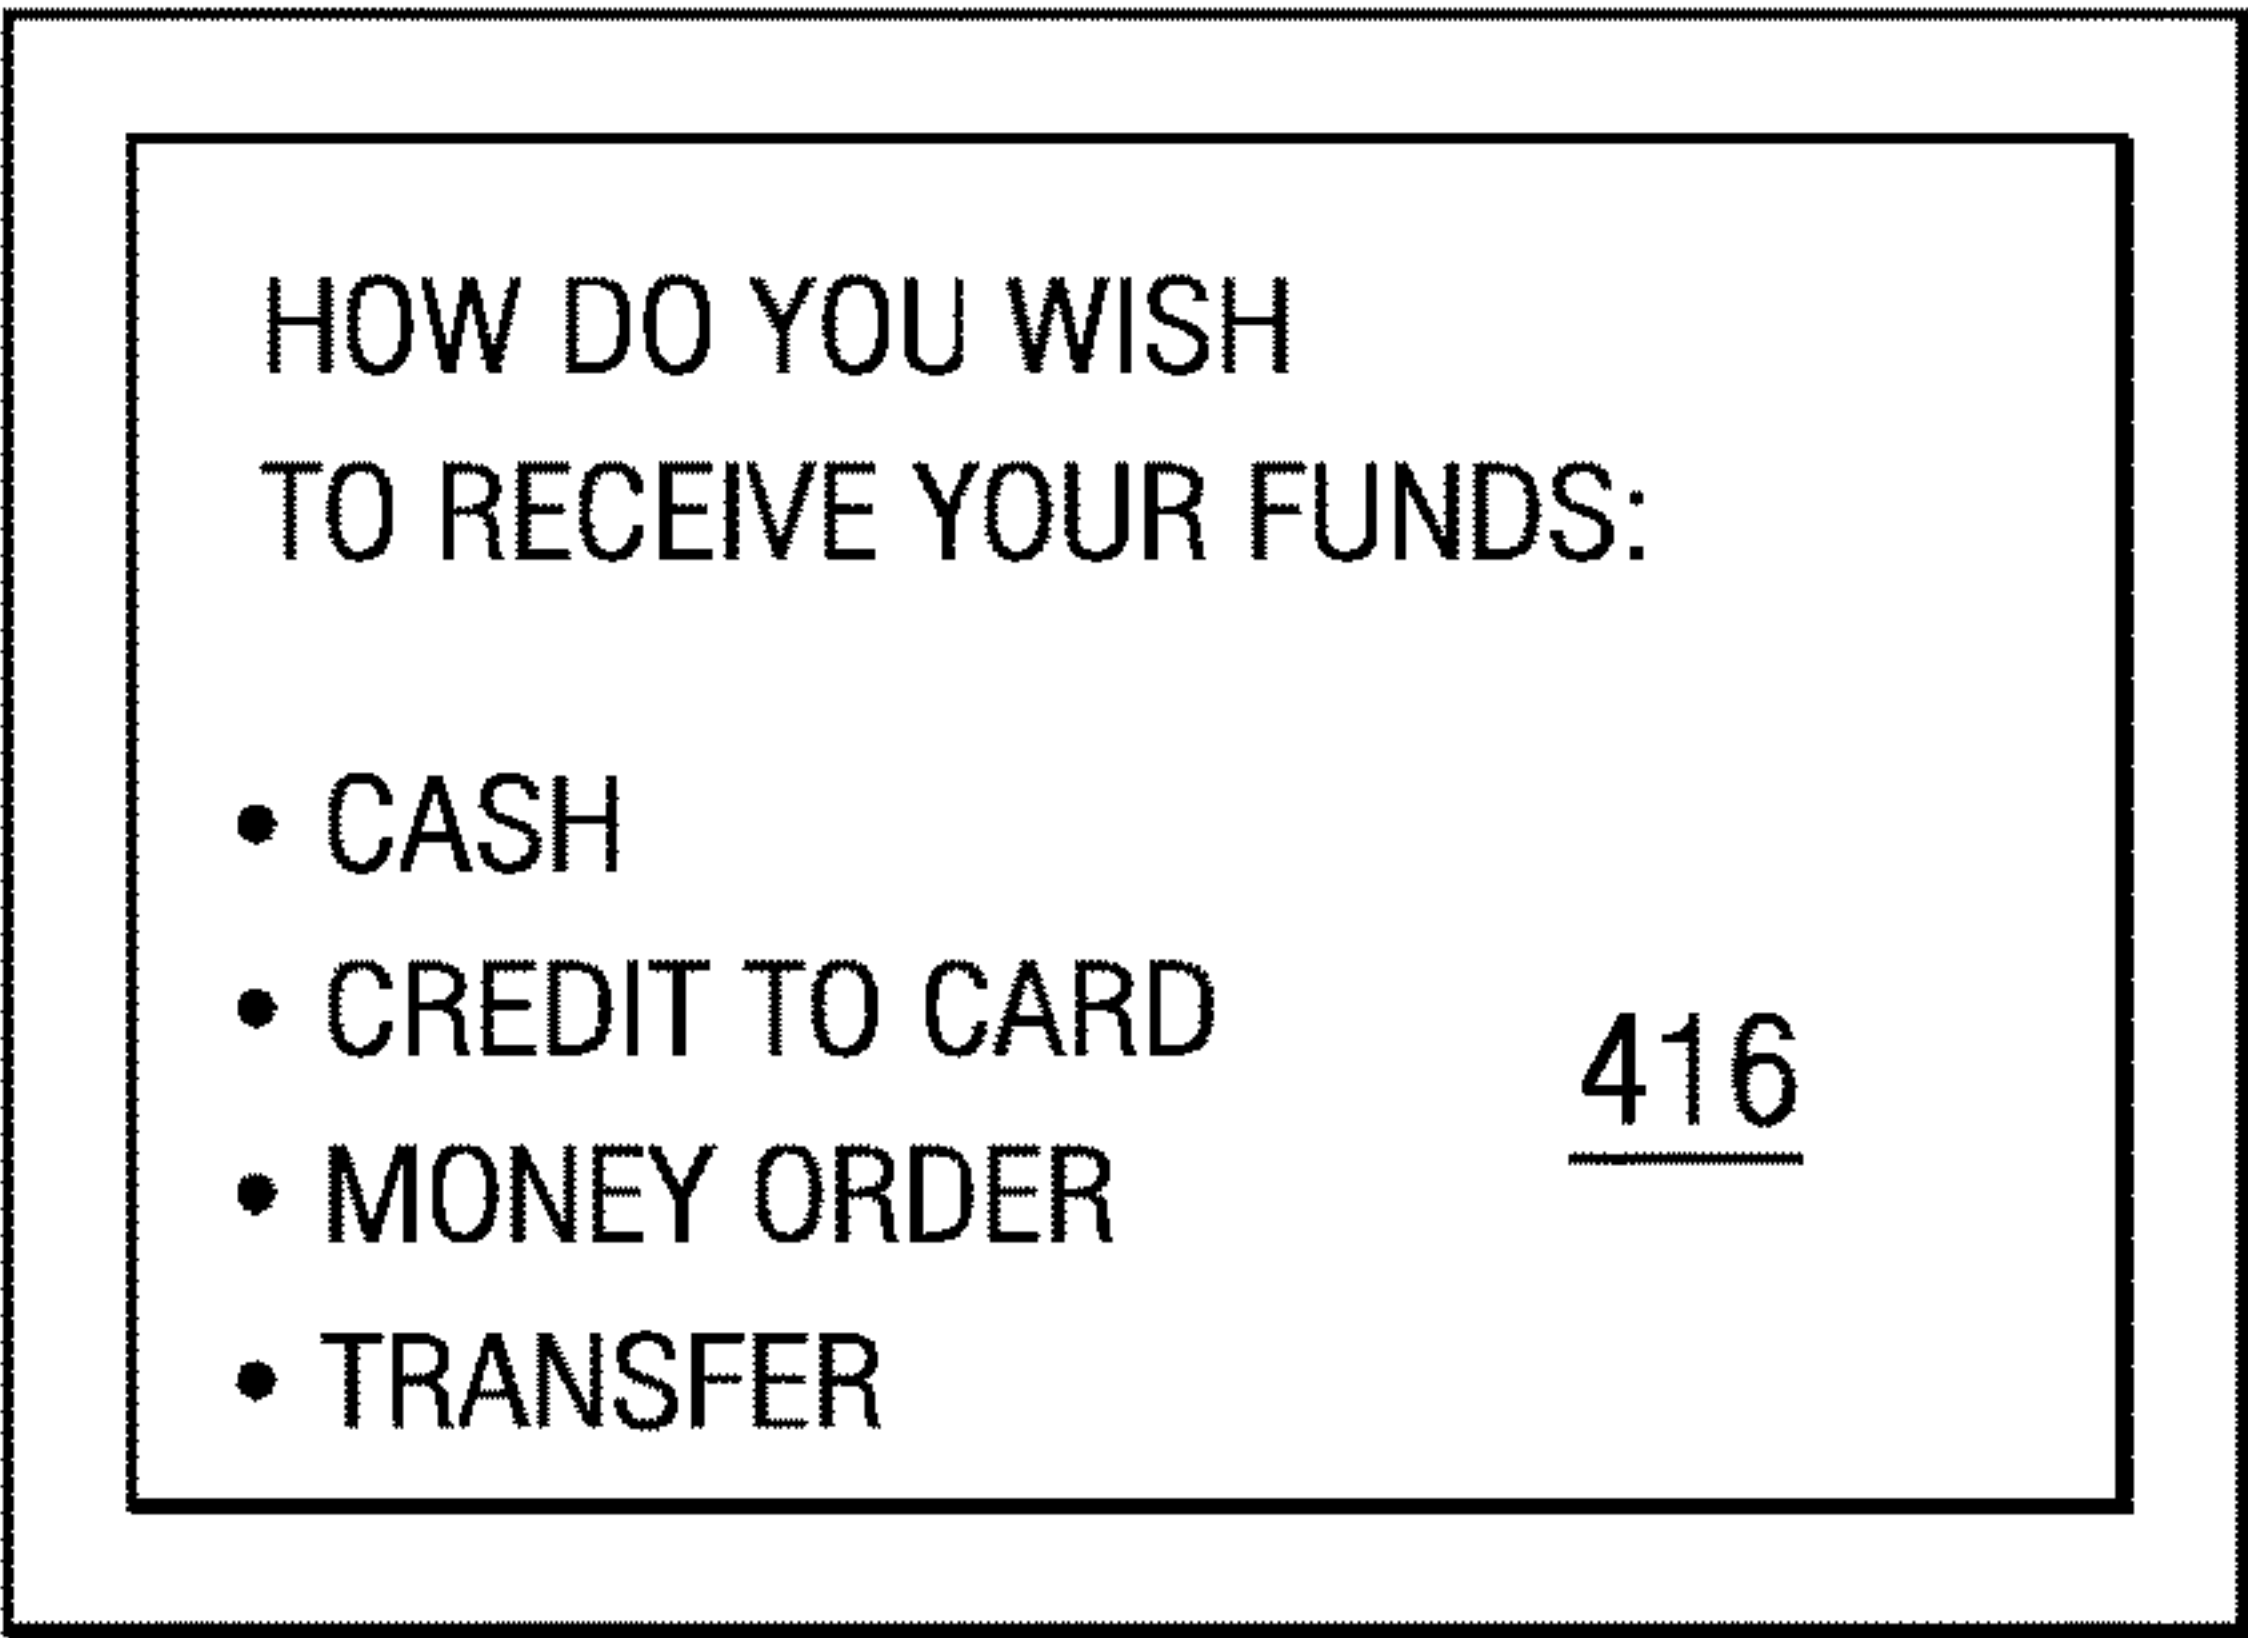 HOW DO YOU WISH
TO RECEIVE YOUR FUNDS:
• CASH
• CREDIT TO CARD
416
• MONEY ORDER
• TRANSFER